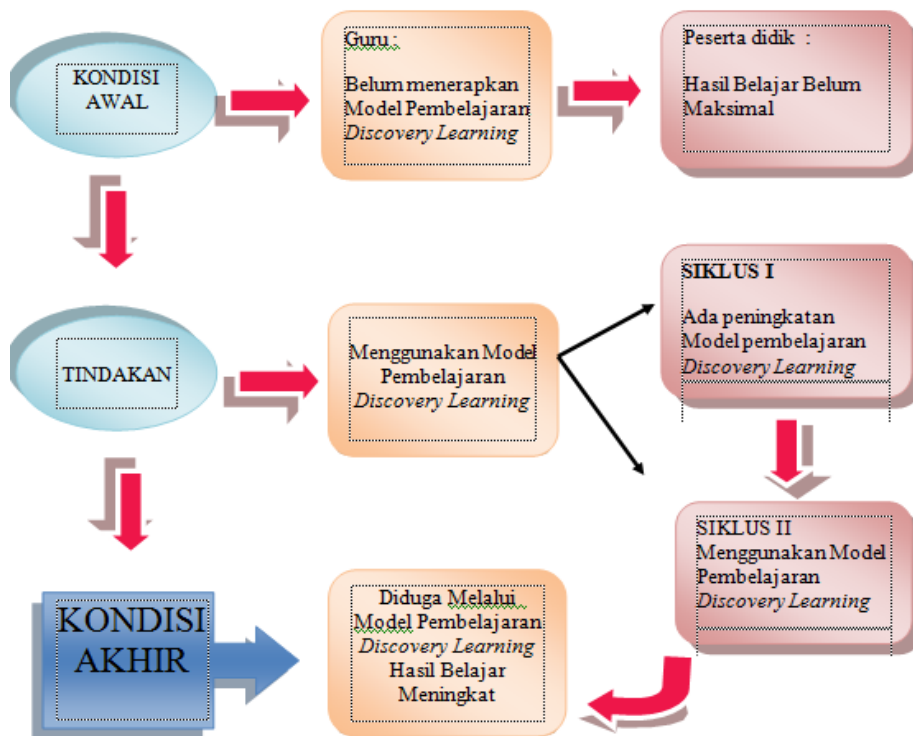 KONDISI
AWAL
Guru :
Belum menerapkan
Model Pembelajaran
Discovery Learning
Peserta didik :
Hasil Belajar Belum
Maksimal
TINDAKAN
Menggunakan Model
Pembelajaran
Discovery Learning
SIKLUS I
Ada peningkatan
Model pembelajaran
Discovery Learning
SIKLUS II
Menggunakan Model
Pembelajaran
Discovery Learning
KONDISI
AKHIR
Diduga Melalui
Model Pembelajaran
Discovery Learning
Hasil Belajar
Meningkat